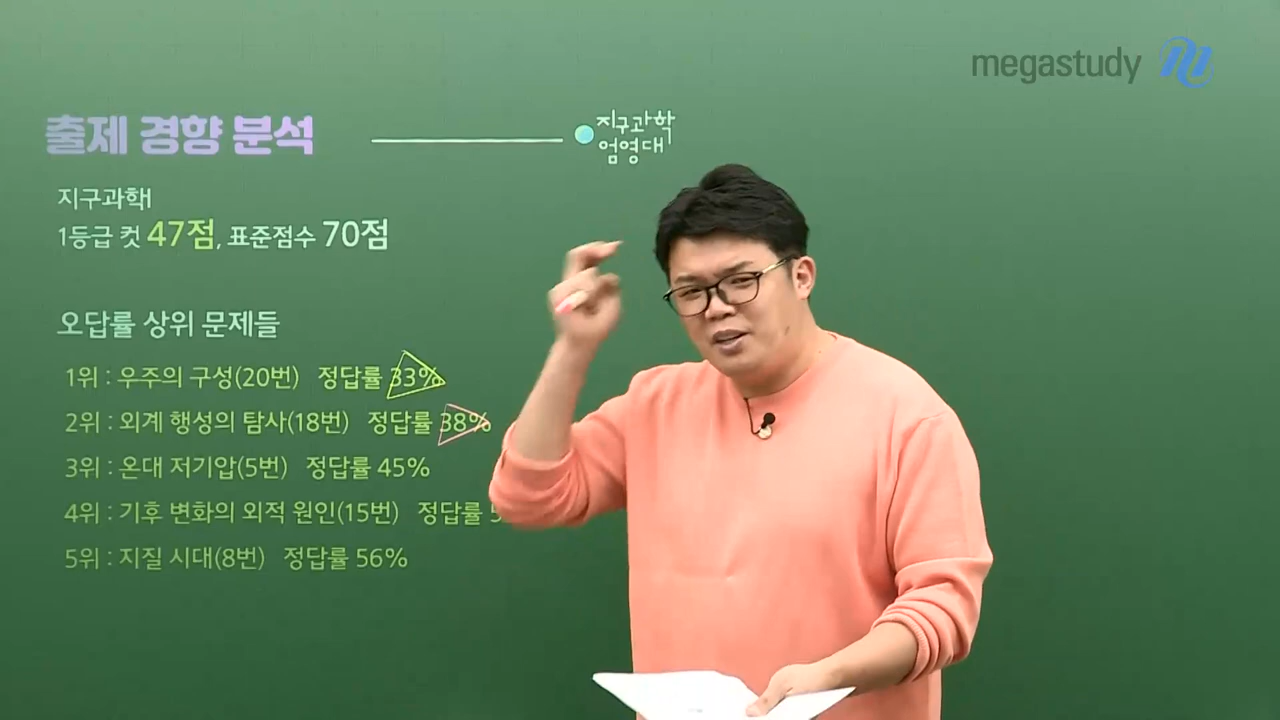 megastudy
출제 경향 분석
지구과학
엄영대
지구과학I
1등급 컷 47점, 표준점수 70점
오답률 상위 문제들
1위 : 우주의 구성(20번) 정답률 33%
2위 : 외계 행성의 탐사(18번) 정답률 38%
3위 : 온대 저기압(5번) 정답률 45%
4위 : 기후 변화의 외적 원인(15번) 정답률
5위 : 지질 시대(8번) 정답률 56%